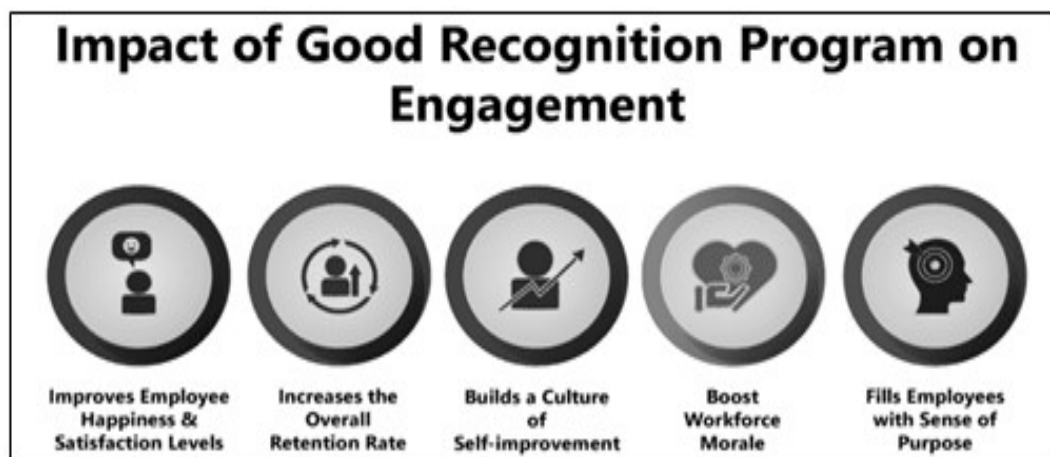 Impact of Good Recognition Program on
Engagement
Improves Employee
Happiness &
Satisfaction Levels
Increases the
Overall
Retention Rate
Builds a Culture
of
Self-improvement
Boost
Workforce
Morale
Fills Employees
with Sense of
Purpose